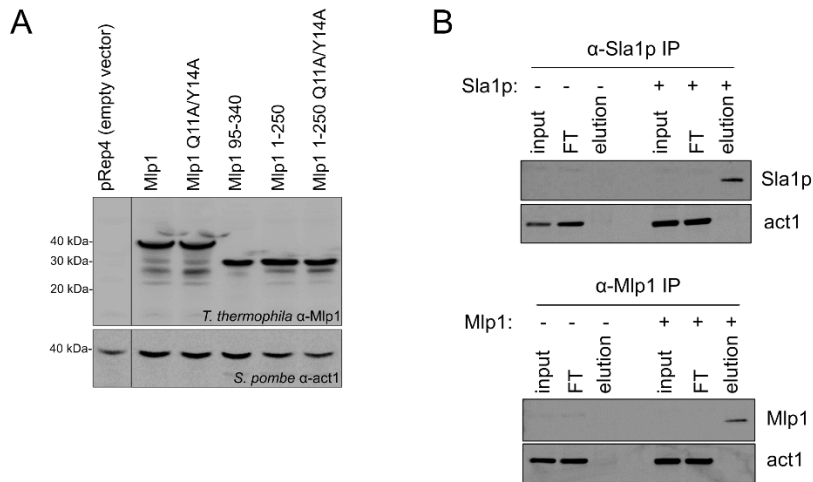 A
pRep4 (empty vector)
Mlp1
Mlp1 Q11A/Y14A
Mlp1 95-340
Mlp1 1-250
Mlp1 1-250 Q11A/Y14A
40 kDa-
30 kDa-
20 kDa-
T. thermophila α-Mlp1
40 kDa-
S. pombe α-act1
B
α-Sla1p IP
Sla1p: - - - + + +
input FT elution input FT elution
Sla1p
act1
α-Mlp1 IP
Mlp1: - - - + + +
input FT elution input FT elution
Mlp1
act1